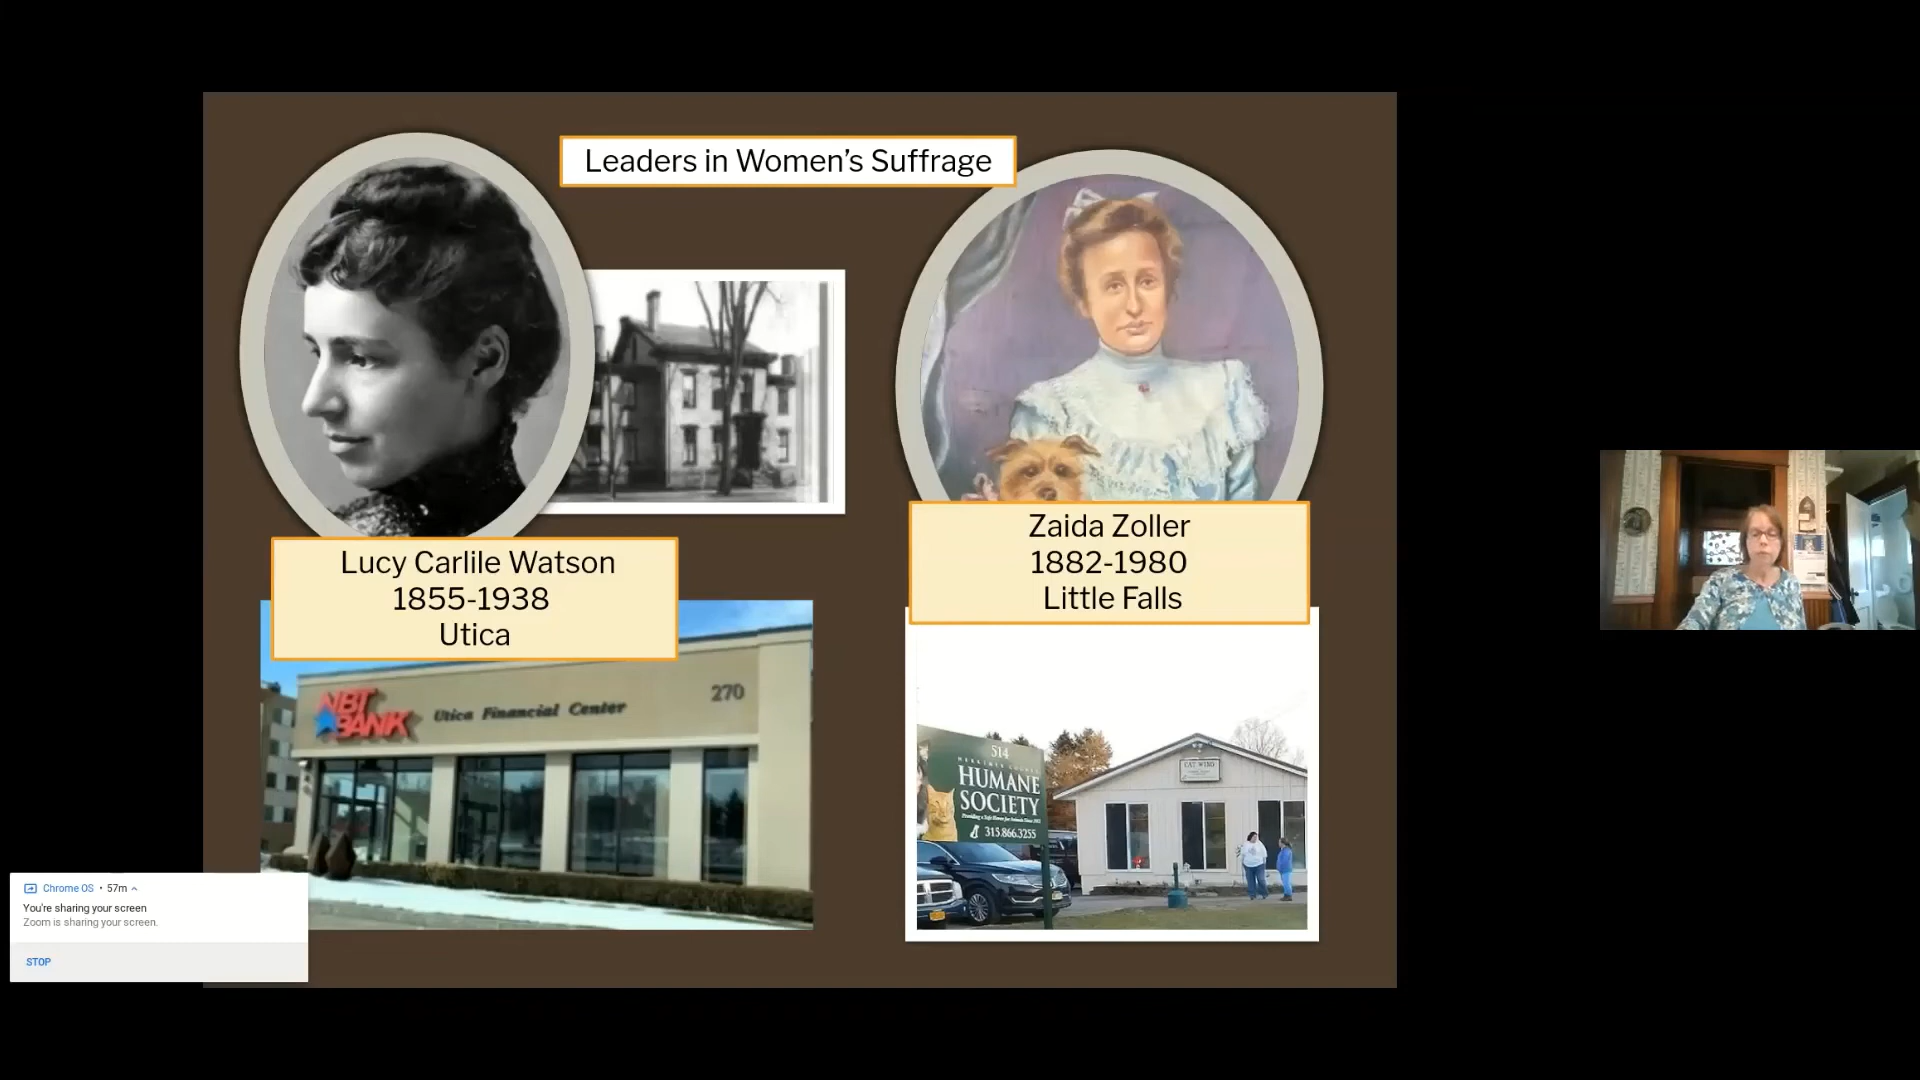 Leaders in Women’s Suffrage
Lucy Carlile Watson
1855-1938
Utica
Zaida Zoller
1882-1980
Little Falls
NBT
BANK
Utica Financial Center
270
514
HERKIMER COUNTY
HUMANE
SOCIETY
315.866.3255
CAT WING
Chrome OS • 57m
You're sharing your screen
Zoom is sharing your screen.
STOP